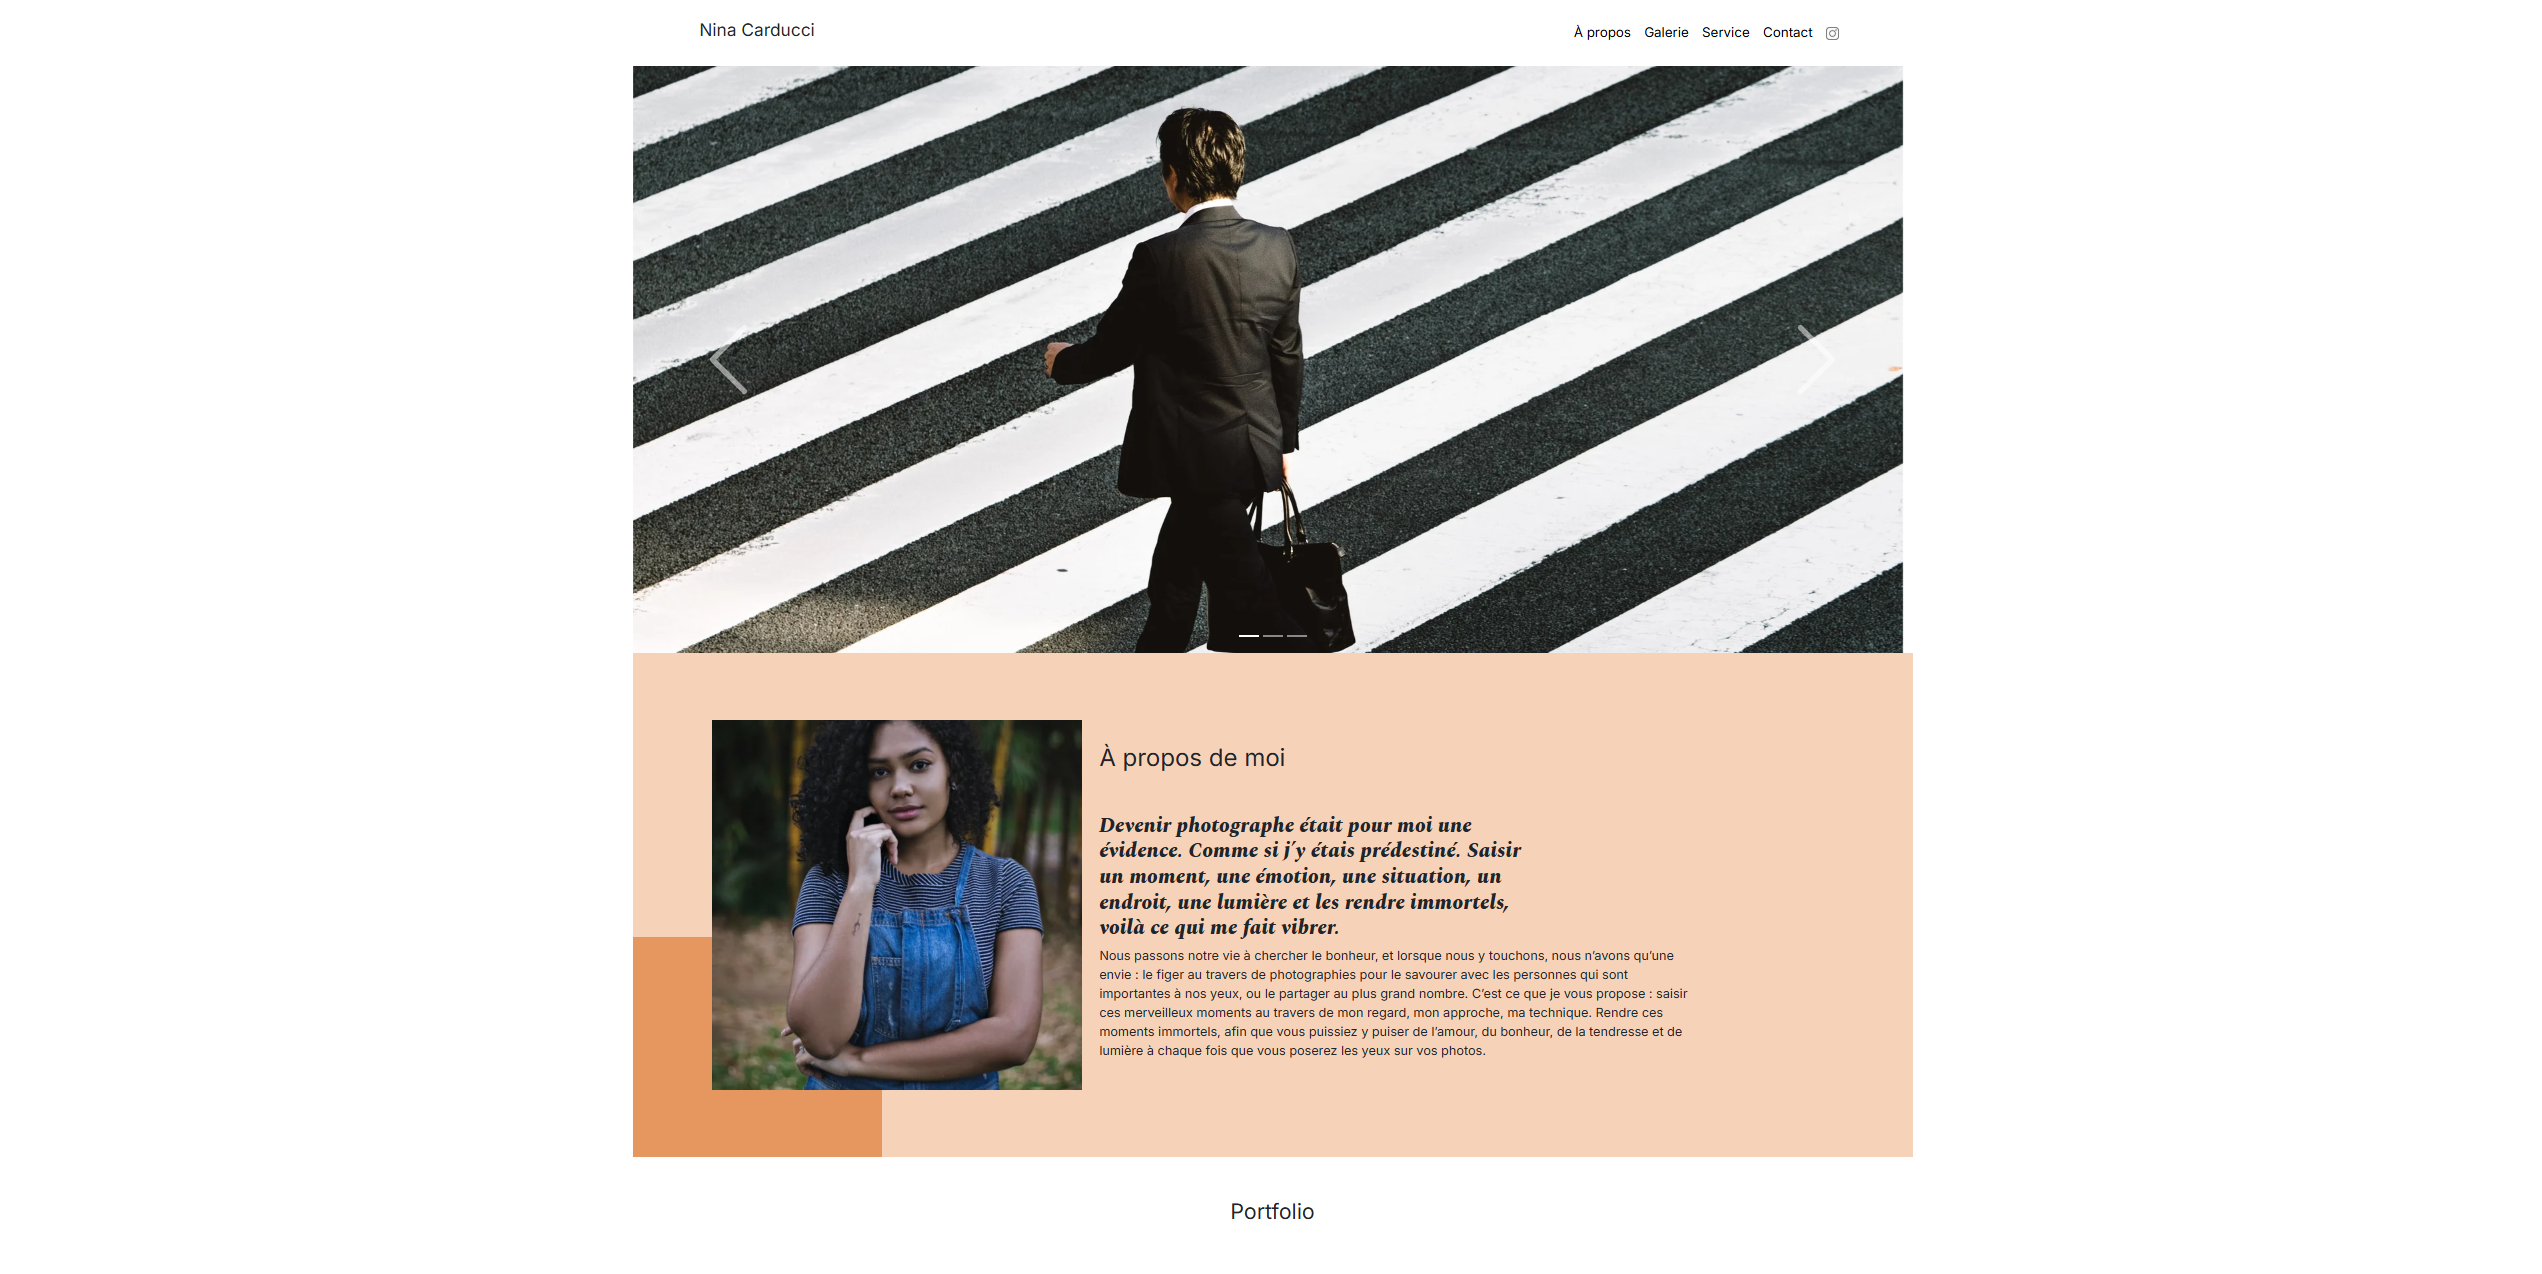 Nina Carducci
À propos Galerie Service Contact
À propos de moi
Devenir photographe était pour moi une
évidence. Comme si j'y étais prédestiné. Saisir
un moment, une émotion, une situation, un
endroit, une lumière et les rendre immortels,
voilà ce qui me fait vibrer.
Nous passons notre vie à chercher le bonheur, et lorsque nous y touchons, nous n’avons qu’une
envie : le figer au travers de photographies pour le savourer avec les personnes qui sont
importantes à nos yeux, ou le partager au plus grand nombre. C’est ce que je vous propose : saisir
ces merveilleux moments au travers de mon regard, mon approche, ma technique. Rendre ces
moments immortels, afin que vous puissiez y puiser de l’amour, du bonheur, de la tendresse et de
lumière à chaque fois que vous poserez les yeux sur vos photos.
Portfolio